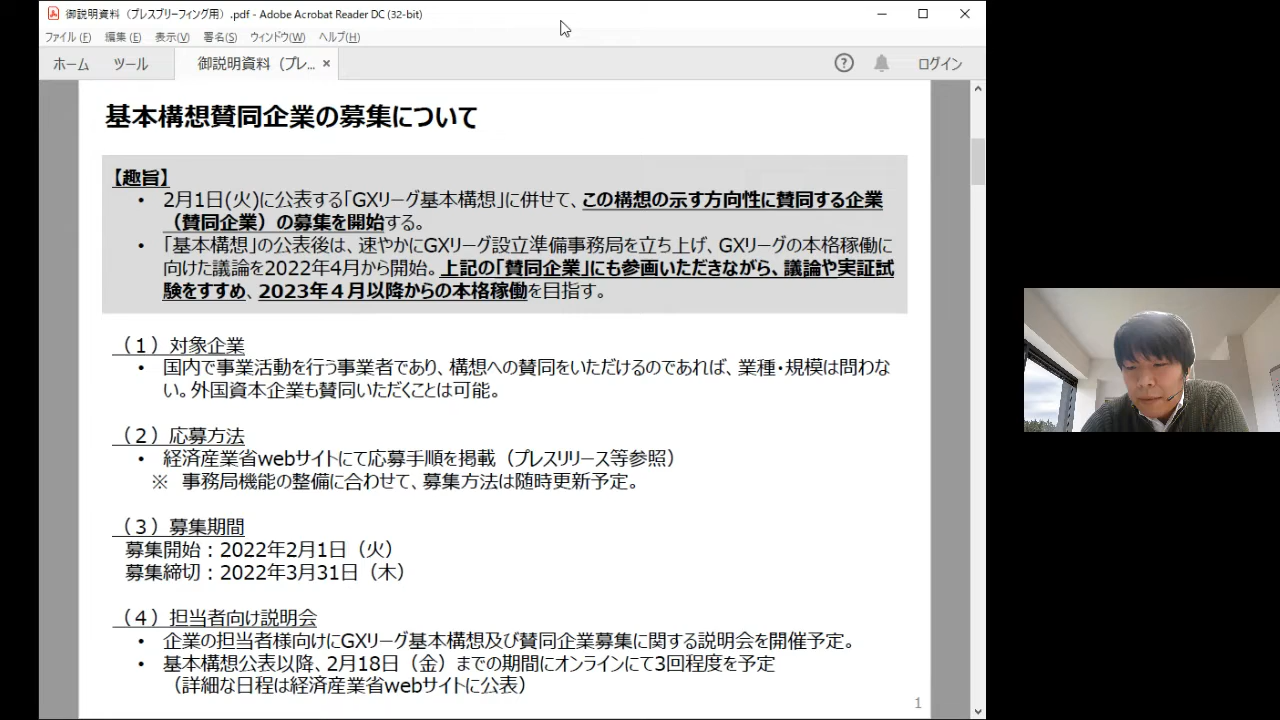 御説明資料（プレスブリーフィング用）.pdf - Adobe Acrobat Reader DC (32-bit)
ファイル(F) 編集(E) 表示(V) 署名(S) ウィンドウ(W) ヘルプ(H)
ホーム ツール 御説明資料（プレ... × ? ログイン
基本構想賛同企業の募集について
【趣旨】
• 2月1日(火)に公表する「GXリーグ基本構想」に併せて、この構想の示す方向性に賛同する企業
（賛同企業）の募集を開始する。
• 「基本構想」の公表後は、速やかにGXリーグ設立準備事務局を立ち上げ、GXリーグの本格稼働に
向けた議論を2022年4月から開始。上記の「賛同企業」にも参画いただきながら、議論や実証試
験をすすめ、2023年４月以降からの本格稼働を目指す。
（１）対象企業
• 国内で事業活動を行う事業者であり、構想への賛同をいただけるのであれば、業種・規模は問わな
い。外国資本企業も賛同いただくことは可能。
（２）応募方法
• 経済産業省webサイトにて応募手順を掲載（プレスリリース等参照）
※ 事務局機能の整備に合わせて、募集方法は随時更新予定。
（３）募集期間
募集開始：2022年2月1日（火）
募集締切：2022年3月31日（木）
（４）担当者向け説明会
• 企業の担当者様向けにGXリーグ基本構想及び賛同企業募集に関する説明会を開催予定。
• 基本構想公表以降、2月18日（金）までの期間にオンラインにて3回程度を予定
（詳細な日程は経済産業省webサイトに公表）
1